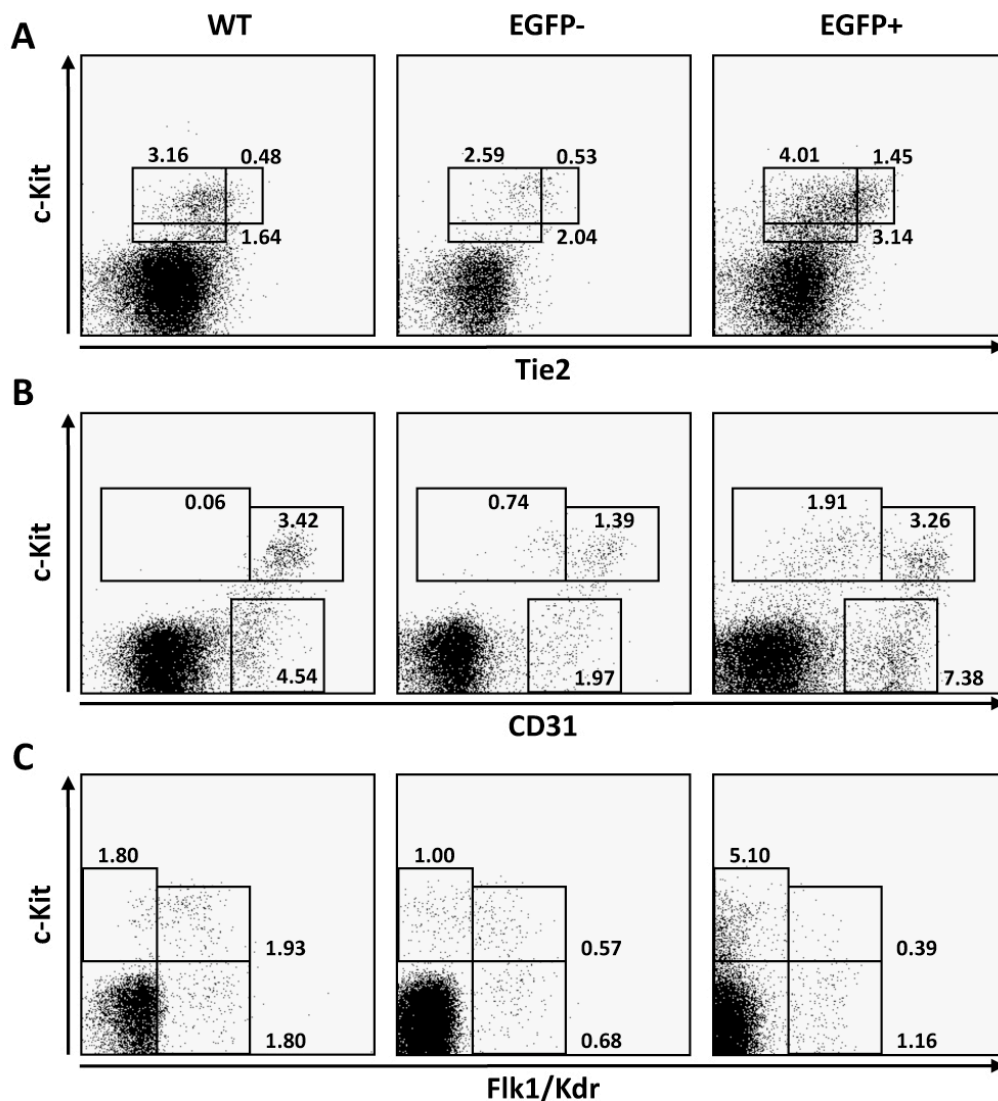 A
WT
EGFP-
EGFP+
c-Kit
3.16
0.48
1.64
2.59
0.53
2.04
4.01
1.45
3.14
Tie2
B
c-Kit
0.06
3.42
4.54
0.74
1.39
1.97
1.91
3.26
7.38
CD31
C
c-Kit
1.80
1.93
1.80
1.00
0.57
0.68
5.10
0.39
1.16
Flk1/Kdr